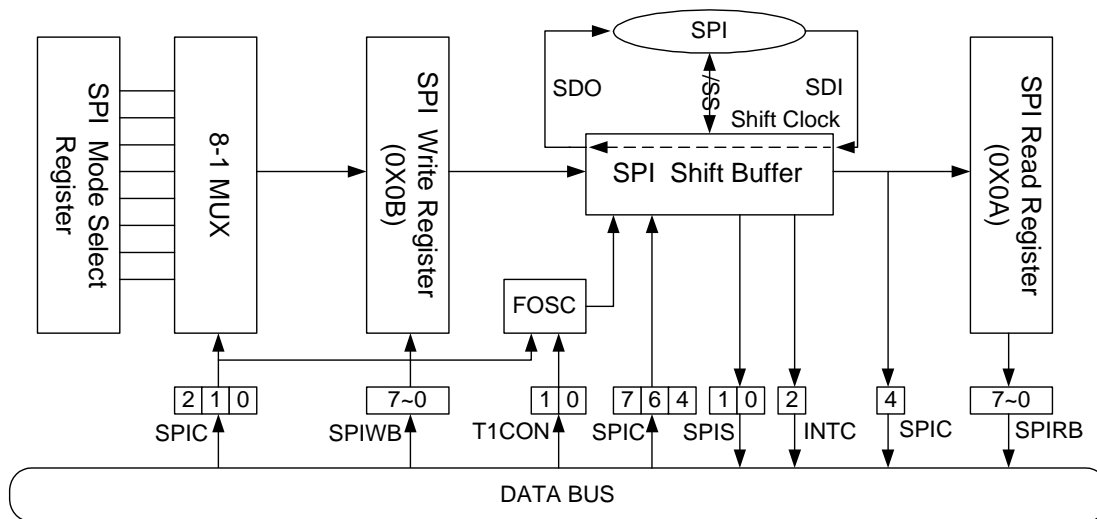 SPI
SDO
/SS
SDI
Shift Clock
SPI Mode Select
Register
8-1 MUX
SPI Write Register
(0X0B)
SPI Shift Buffer
SPI Read Register
(0X0A)
FOSC
2 1 0
7~0
1 0
7 6 4
1 0
2
4
7~0
SPIC
SPIWB
T1CON
SPIC
SPIS
INTC
SPIC
SPIRB
DATA BUS